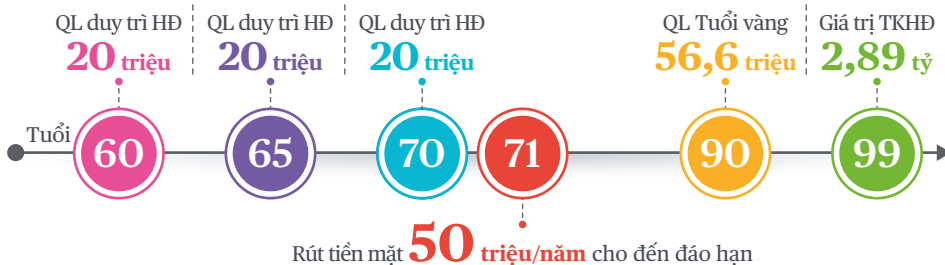 QL duy trì HĐ
20 triệu
QL duy trì HĐ
20 triệu
QL duy trì HĐ
20 triệu
QL Tuổi vàng
56,6 triệu
Giá trị TKHĐ
2,89 tỷ
Tuổi
60
65
70
71
90
99
Rút tiền mặt 50 triệu/năm cho đến đáo hạn